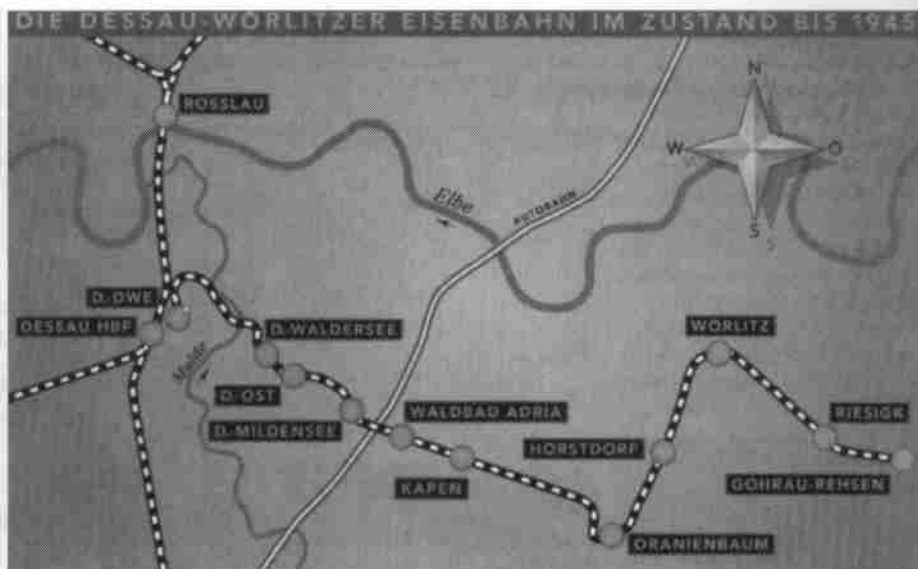 DIE DESSAU-WÖRLITZER EISENBAHN IM ZUSTAND BIS 1945
N
ROSSLAU
W
O
Elbe
AUTOBAHN
S
S
D.-DWE
DESSAU HBF
D.-WALDERSEE
WÖRLITZ
Mulde
D. OST
WALDBAD ADRIA
RIESIGK
D.-MILDENSEE
HORSTDORF
KAPEN
GOHRAU-REHSEN
ORANIENBAUM